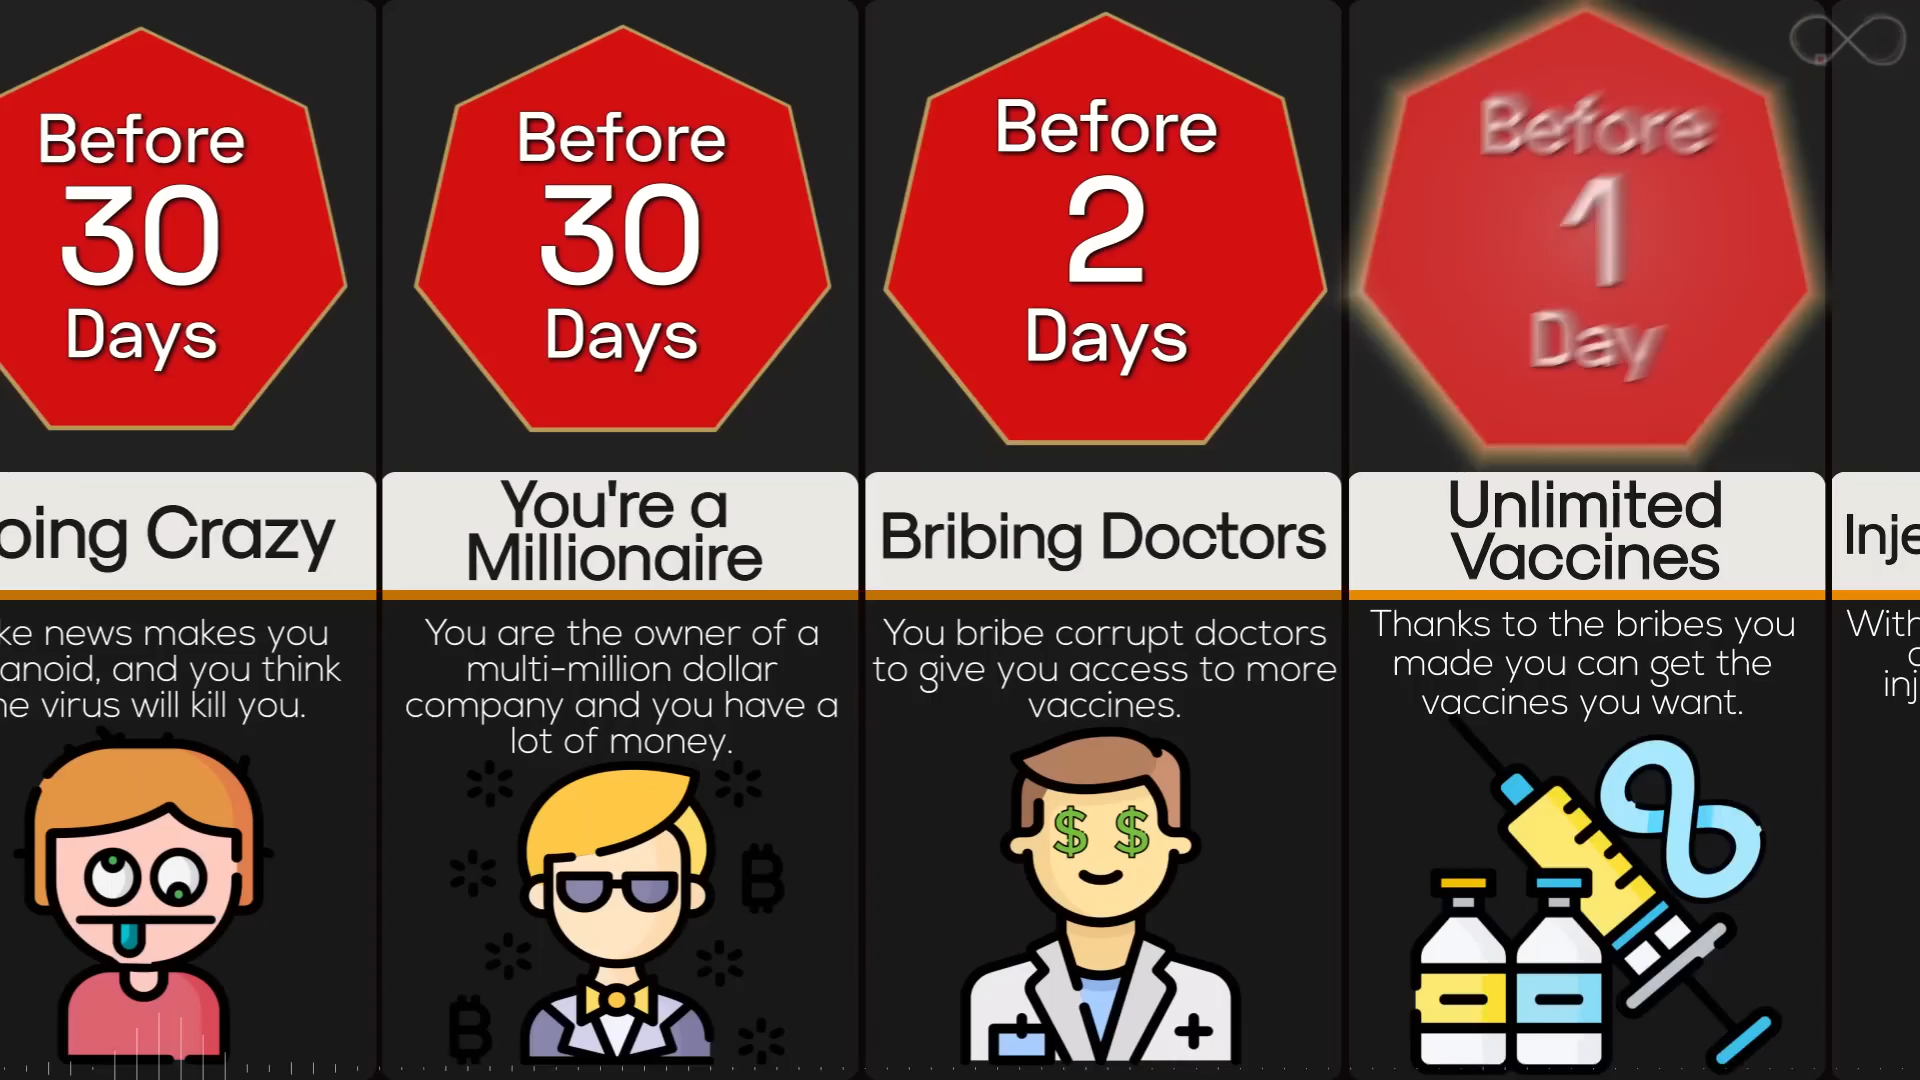 Before
30
Days
Before
30
Days
Before
2
Days
Before
1
Day
oing Crazy
You're a
Millionaire
Bribing Doctors
Unlimited
Vaccines
Inje
ke news makes you
anoid, and you think
he virus will kill you.
You are the owner of a
multi-million dollar
company and you have a
lot of money.
You bribe corrupt doctors
to give you access to more
vaccines.
Thanks to the bribes you
made you can get the
vaccines you want.
With
inj